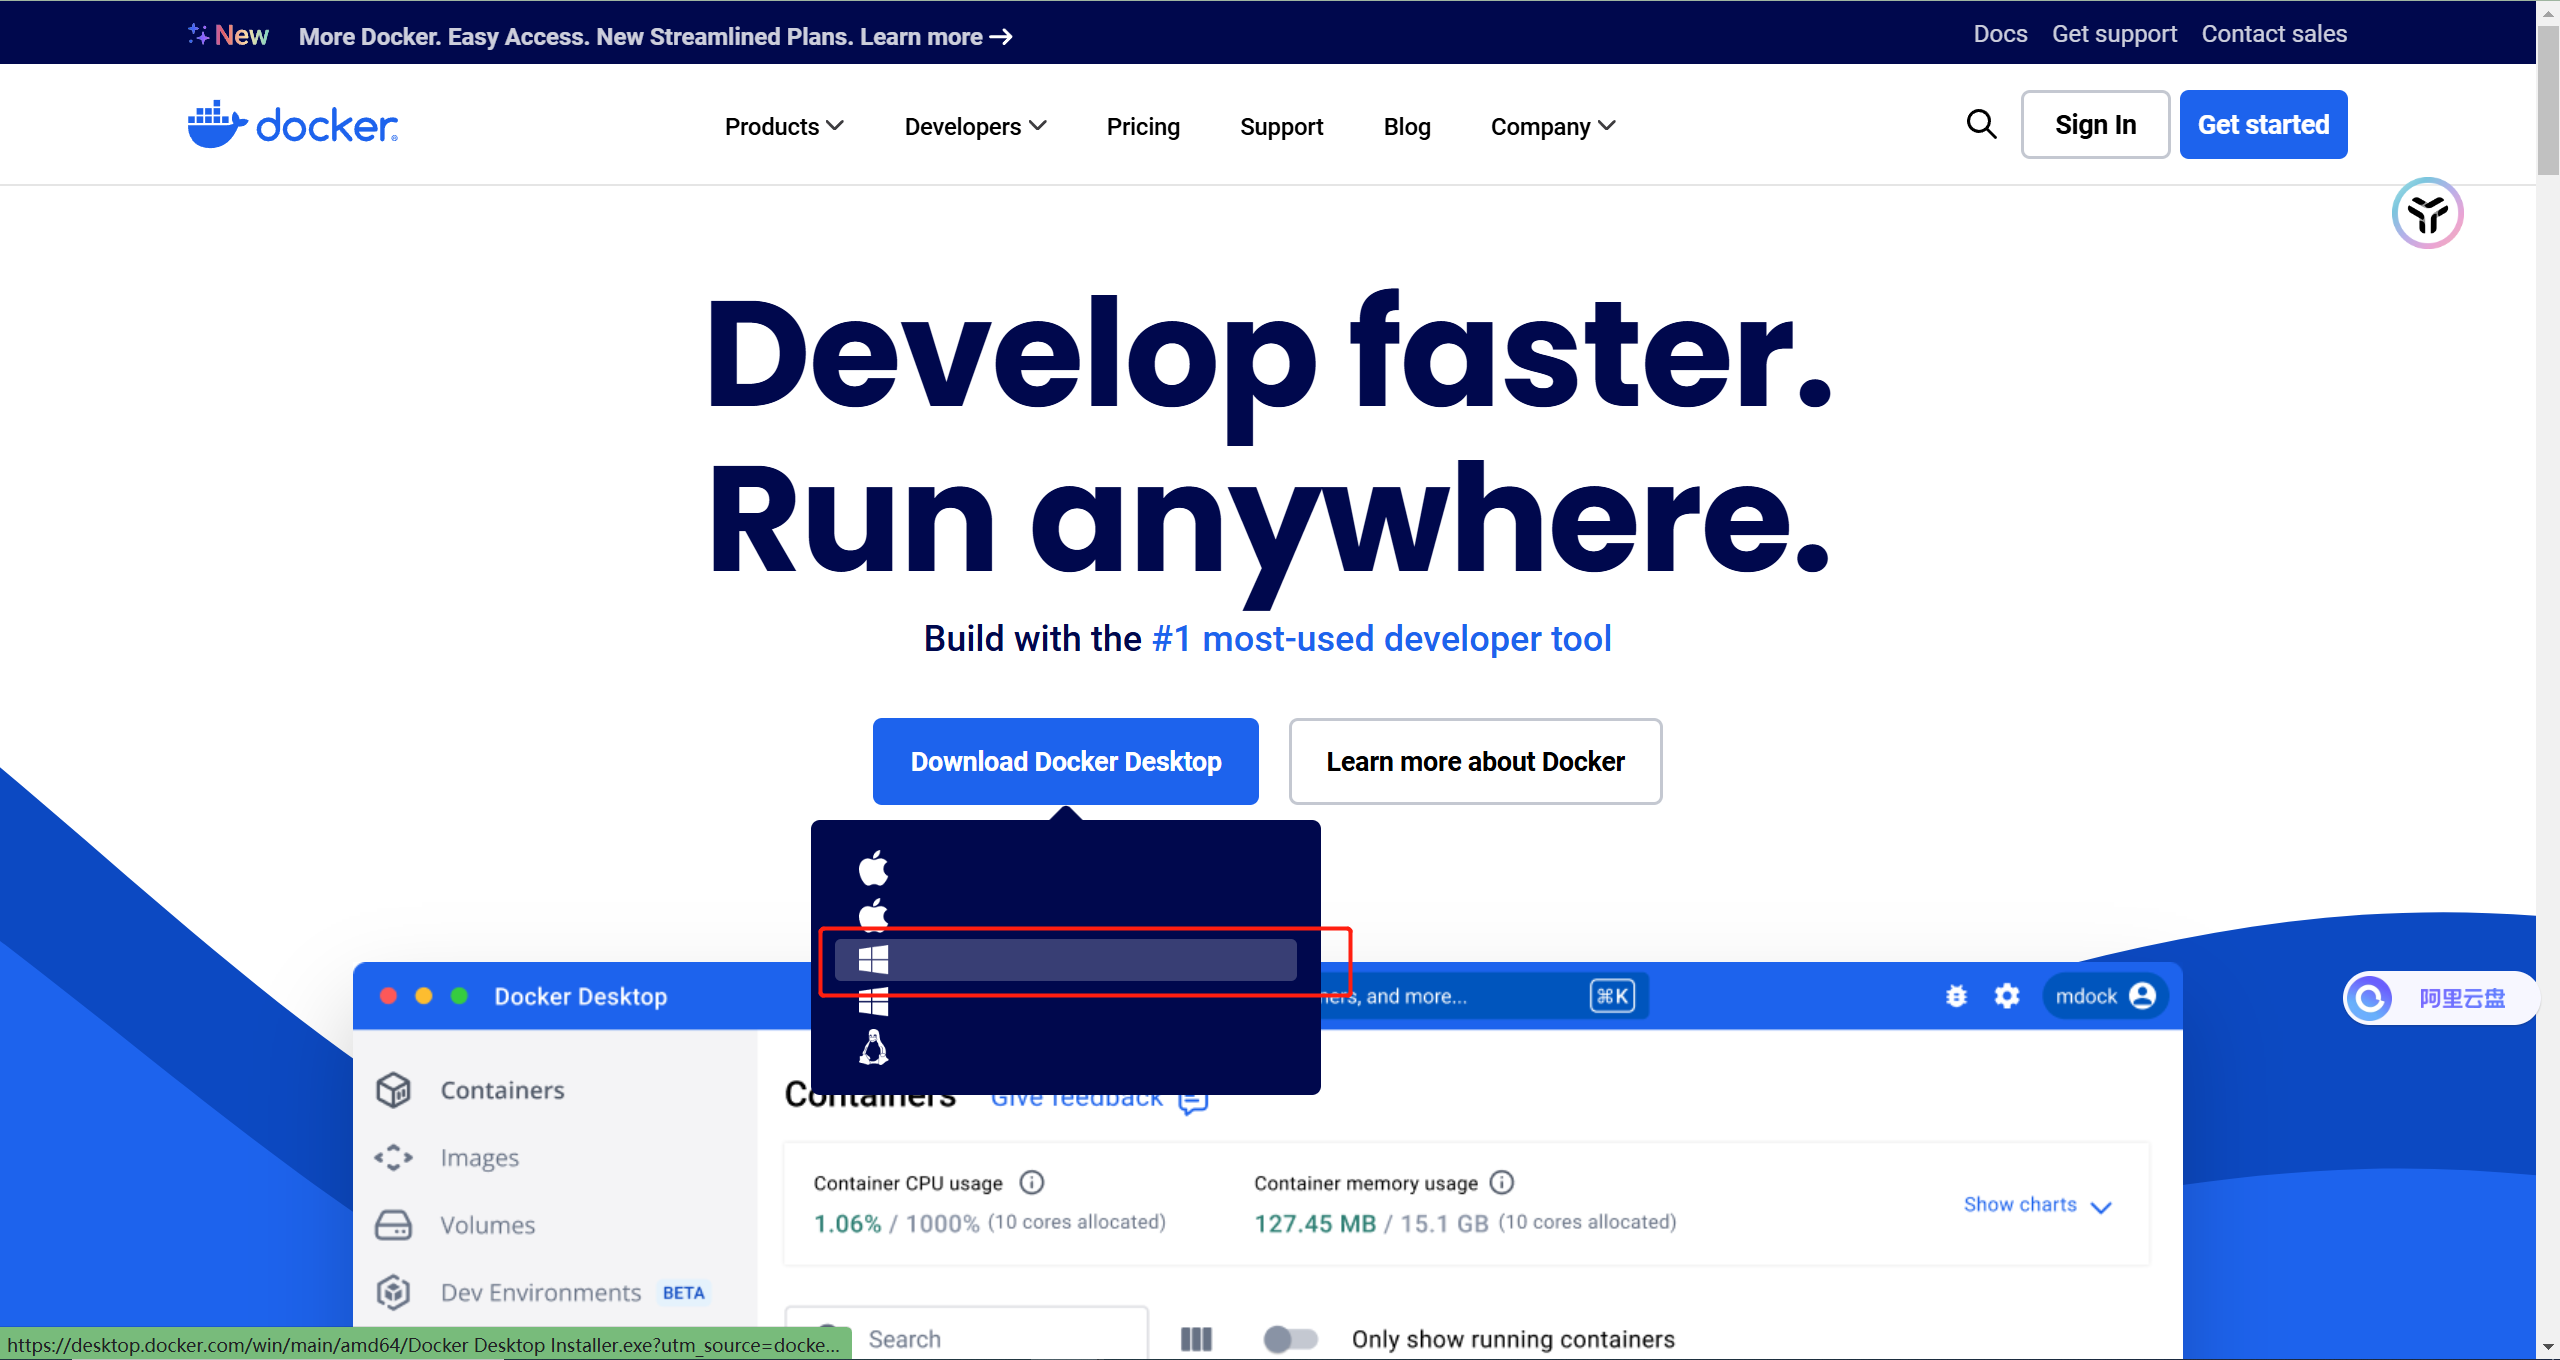 New More Docker. Easy Access. New Streamlined Plans. Learn more →
Docs Get support Contact sales
docker
Products Developers Pricing Support Blog Company
Sign In Get started
Develop faster.
Run anywhere.
Build with the #1 most-used developer tool
Download Docker Desktop Learn more about Docker
Docker Desktop
ners, and more... ⌘K
mdock
阿里云盘
Containers
Images
Volumes
Dev Environments BETA
Containers Give feedback
Container CPU usage
1.06% / 1000% (10 cores allocated)
Container memory usage
127.45 MB / 15.1 GB (10 cores allocated)
Show charts
Search
Only show running containers
https://desktop.docker.com/win/main/amd64/Docker Desktop Installer.exe?utm_source=docke...